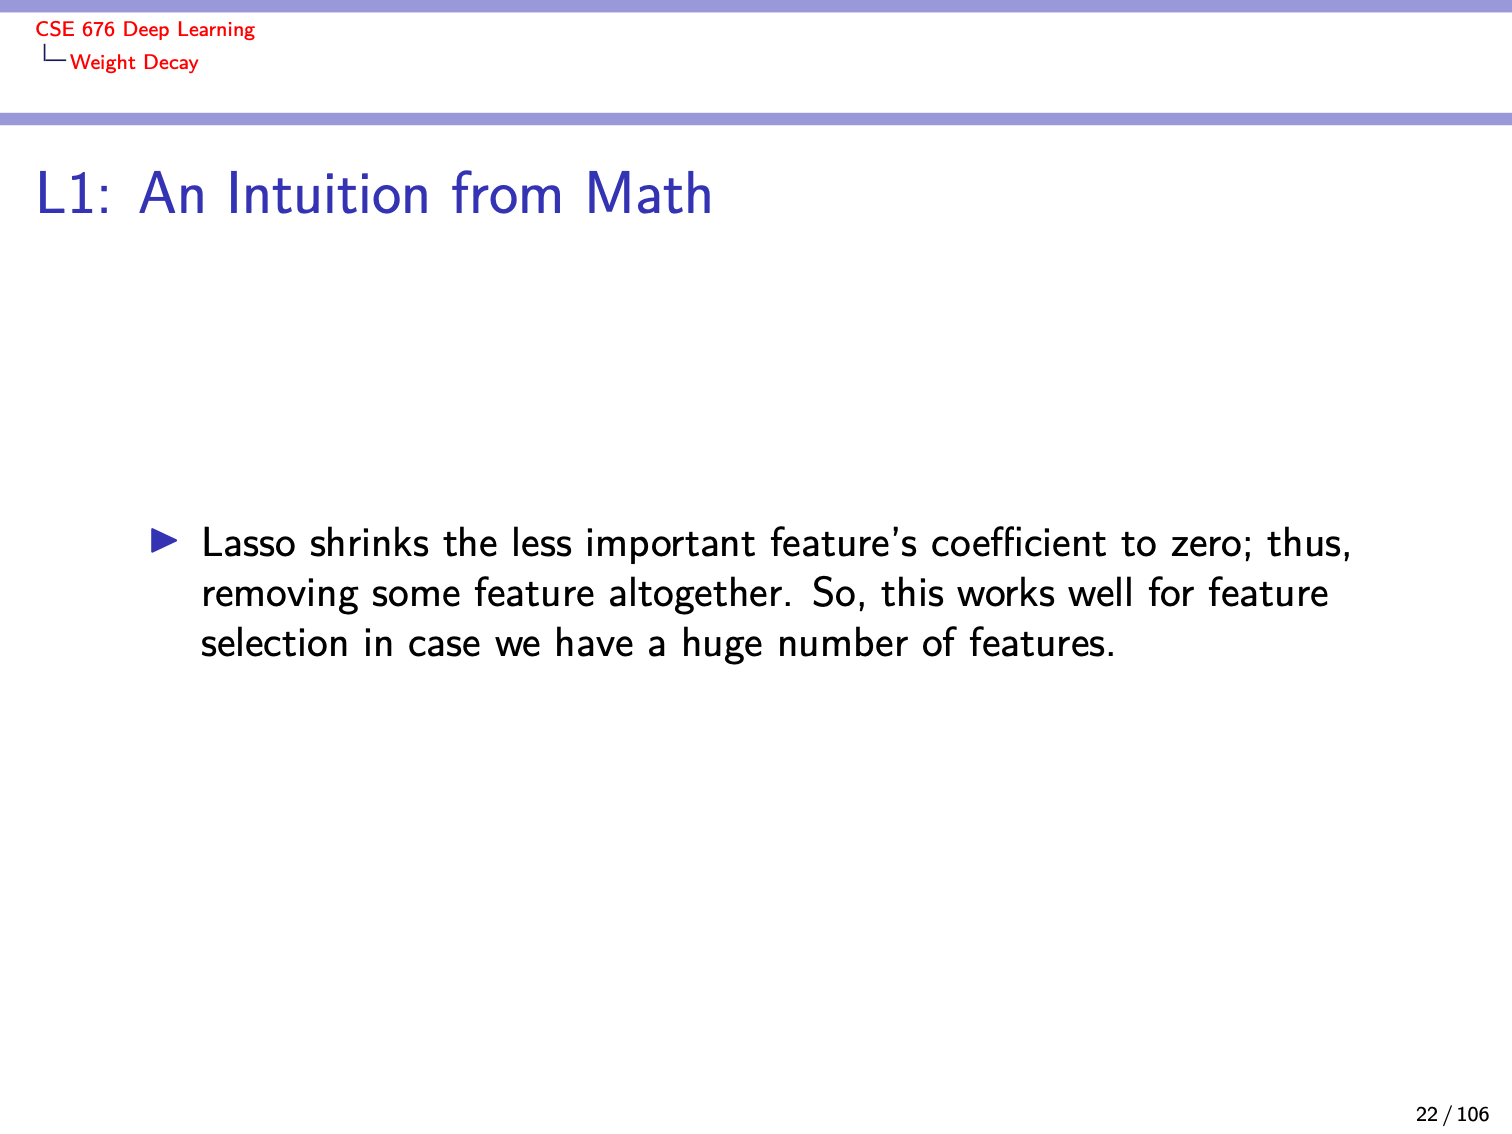 CSE 676 Deep Learning
Weight Decay
L1: An Intuition from Math
Lasso shrinks the less important feature's coefficient to zero; thus,
removing some feature altogether. So, this works well for feature
selection in case we have a huge number of features.
22 / 106